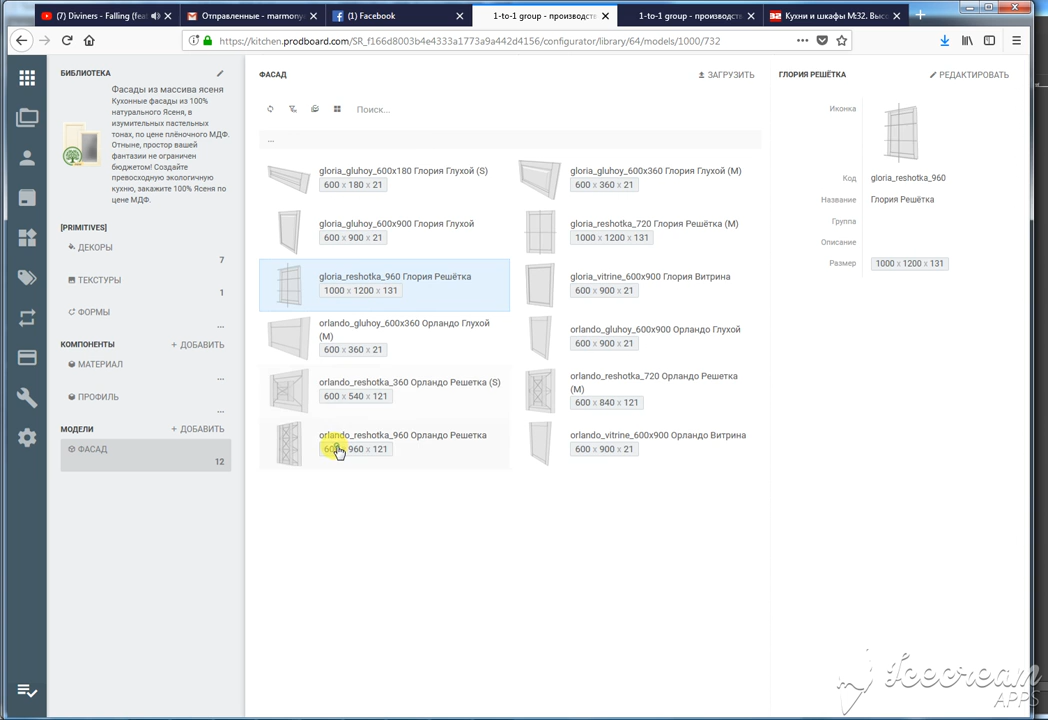 (7) Diviners - Falling (feat
Отправленные - marmony
Facebook
1-to-1 group - производств
1-to-1 group - производств
Кухни и шкафы №32. Выс
https://kitchen.prodboard.com/SR_f166d8003b4e4333a1773a9a442d4156/configurator/library/64/models/1000/732
БИБЛИОТЕКА
Фасады из массива ясеня
Кухонные фасады из 100%
натурального Ясеня, в
изумительных пастельных
тонах, по цене плёночного МДФ.
Отныне, простор вашей
фантазии не ограничен
бюджетом! Создайте
превосходную экологичную
кухню, закажите 100% Ясеня по
цене МДФ.
[PRIMITIVES]
ДЕКОРЫ
7
ТЕКСТУРЫ
1
ФОРМЫ
...
КОМПОНЕНТЫ
+ ДОБАВИТЬ
МАТЕРИАЛ
...
ПРОФИЛЬ
...
МОДЕЛИ
+ ДОБАВИТЬ
ФАСАД
12
ФАСАД
ЗАГРУЗИТЬ
Поиск...
...
gloria_gluhoy_600x180 Глория Глухой (S)
600 x 180 x 21
gloria_gluhoy_600x360 Глория Глухой (M)
600 x 360 x 21
gloria_gluhoy_600x900 Глория Глухой
600 x 900 x 21
gloria_reshotka_720 Глория Решётка (M)
1000 x 1200 x 131
gloria_reshotka_960 Глория Решётка
1000 x 1200 x 131
gloria_vitrine_600x900 Глория Витрина
600 x 900 x 21
orlando_gluhoy_600x360 Орландо Глухой
(M)
600 x 360 x 21
orlando_gluhoy_600x900 Орландо Глухой
600 x 900 x 21
orlando_reshotka_360 Орландо Решетка (S)
600 x 540 x 121
orlando_reshotka_720 Орландо Решетка
(M)
600 x 840 x 121
orlando_reshotka_960 Орландо Решетка
600 x 960 x 121
orlando_vitrine_600x900 Орландо Витрина
600 x 900 x 21
ГЛОРИЯ РЕШЁТКА
РЕДАКТИРОВАТЬ
Иконка
Код
gloria_reshotka_960
Название
Глория Решётка
Группа
Описание
Размер
1000 x 1200 x 131
Icecream
APPS